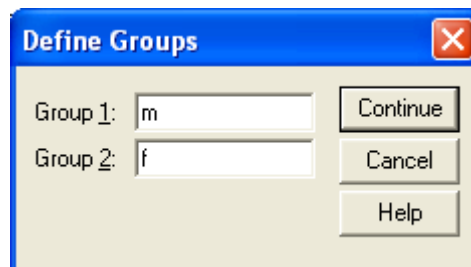 Define Groups
Group 1: m
Continue
Group 2: f
Cancel
Help